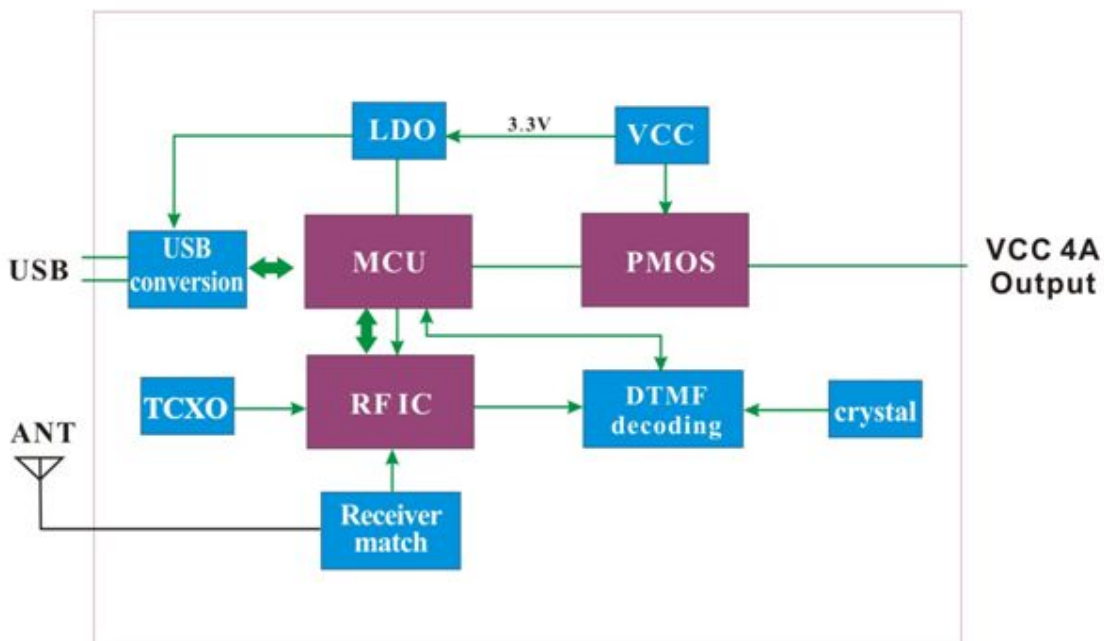 LDO
3.3V
VCC
USB
USB
conversion
MCU
PMOS
VCC 4A
Output
TCXO
RF IC
DTMF
decoding
crystal
ANT
Receiver
match